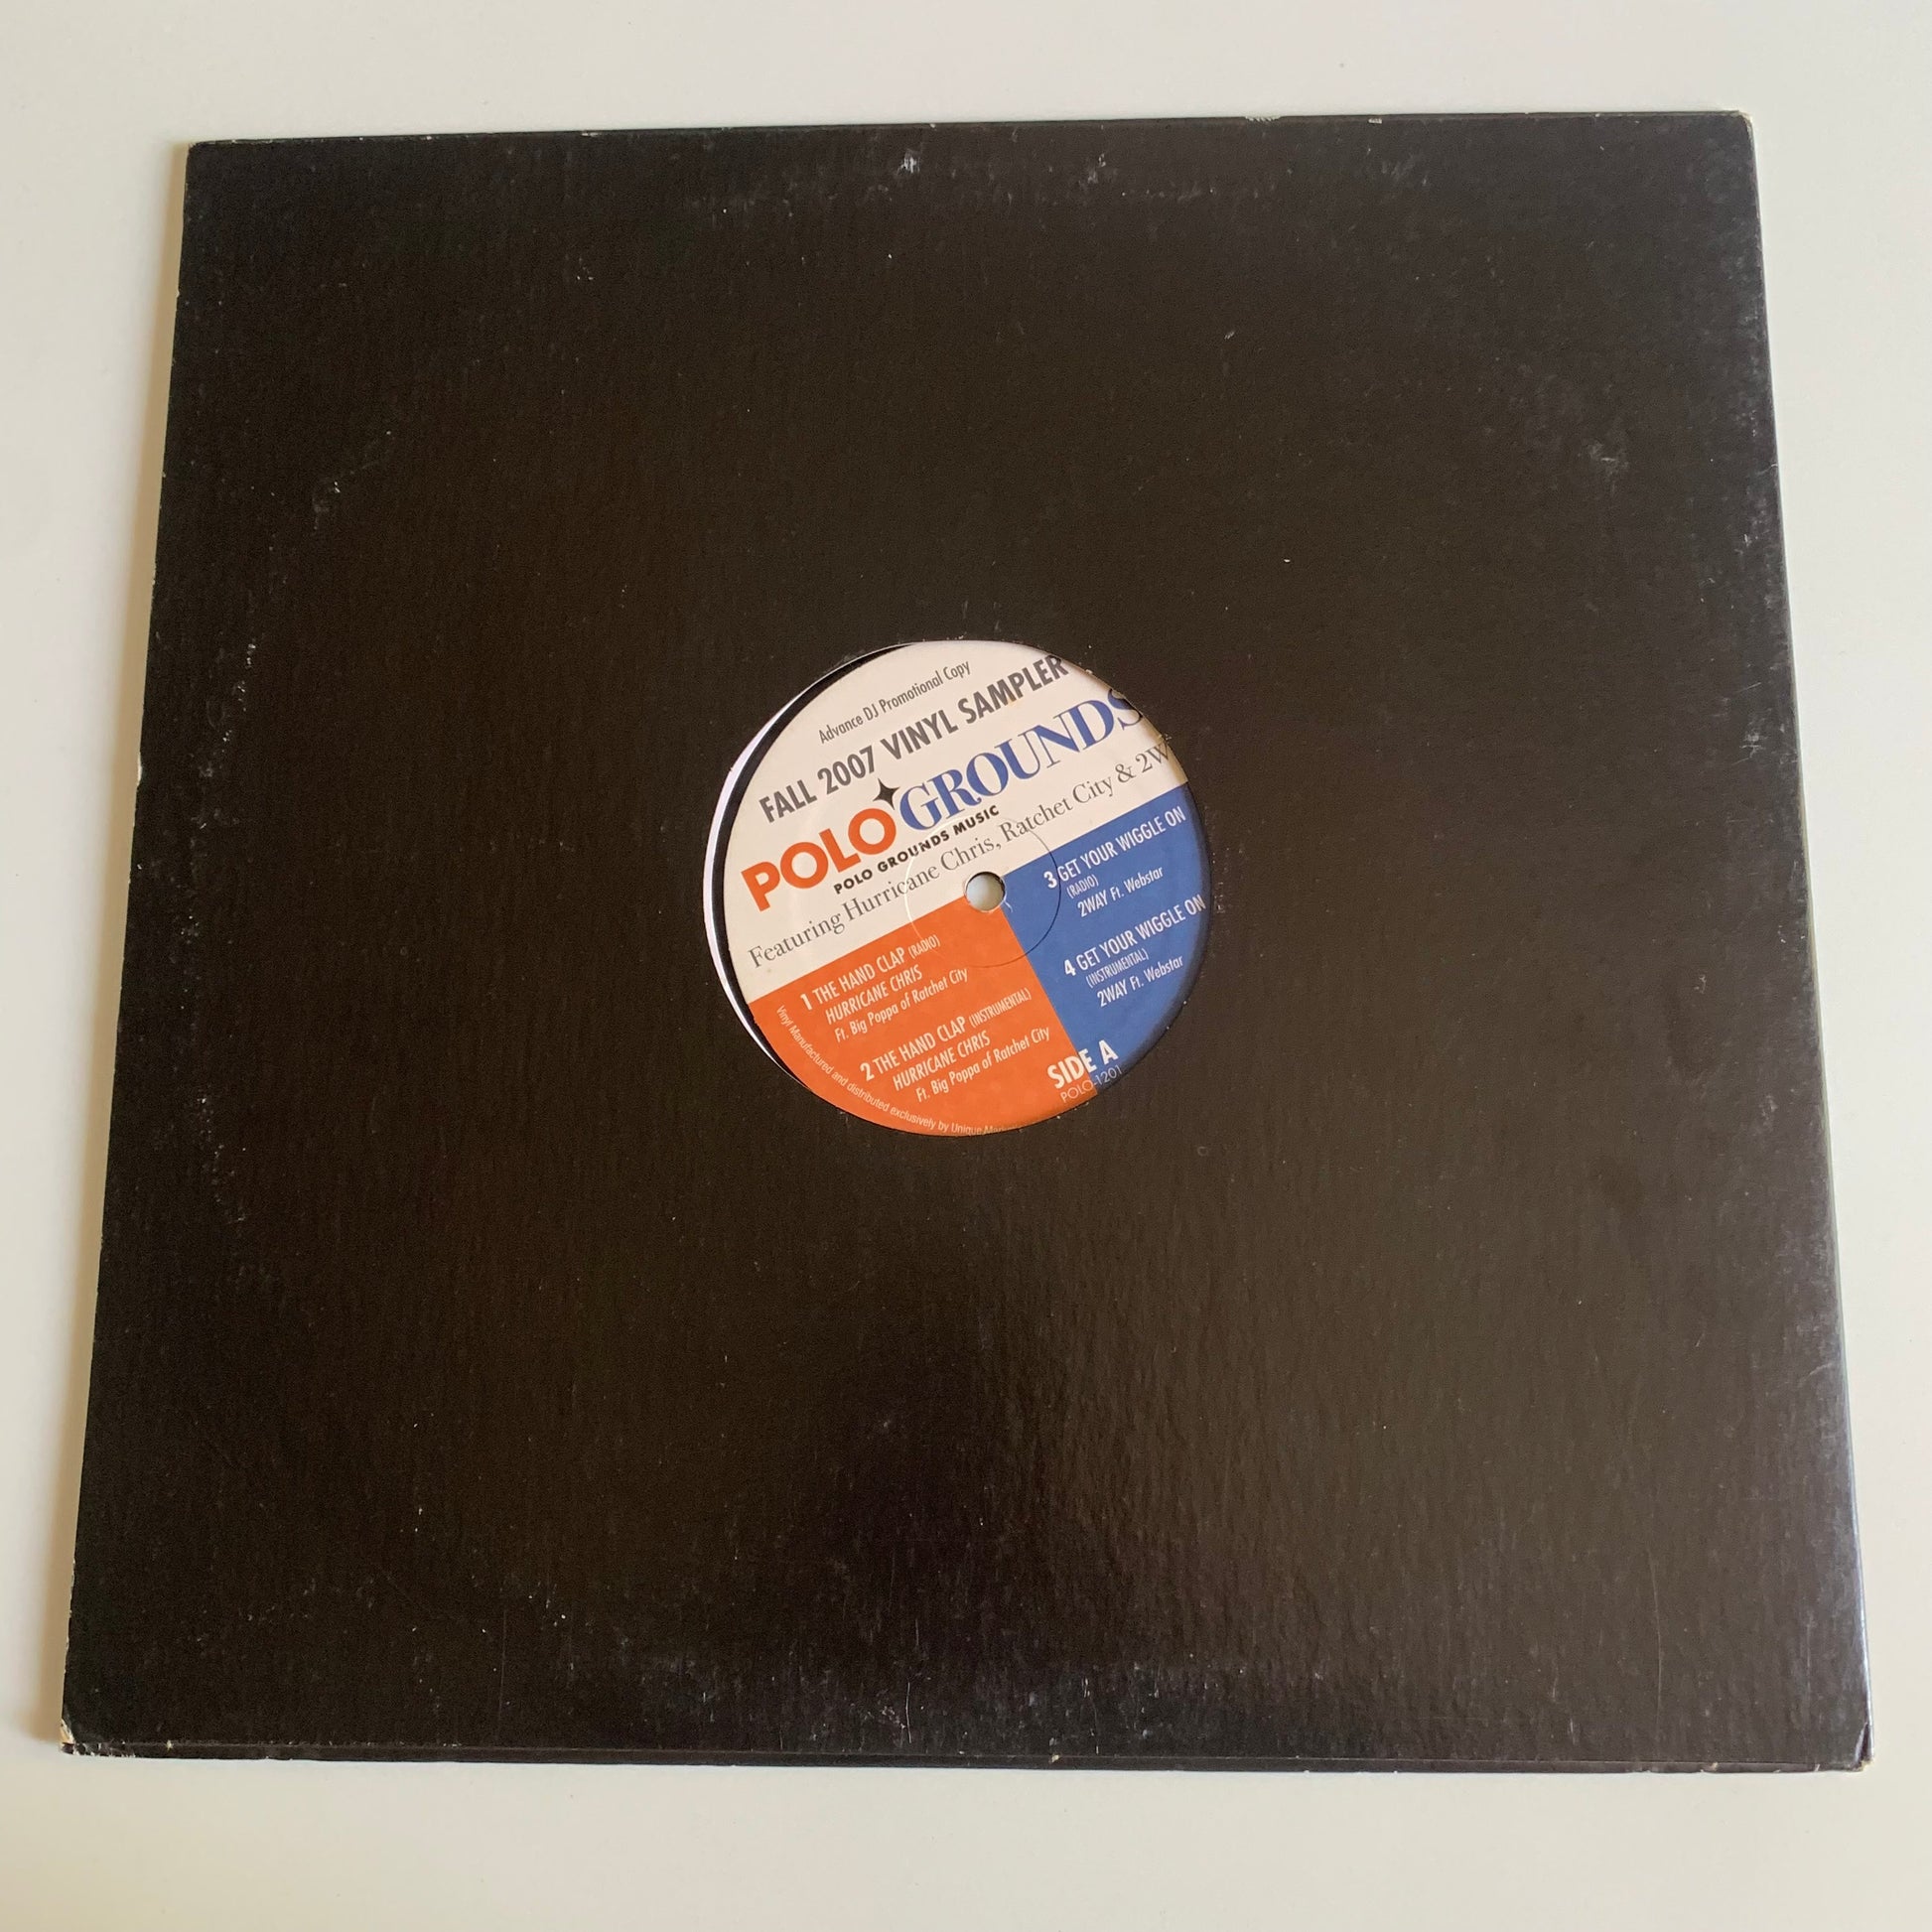 Advance DJ Promotional Copy
FALL 2007 VINYL SAMPLER
POLO GROUNDS
POLO GROUNDS MUSIC
Featuring Hurricane Chris, Ratchet City &
1 THE HAND CLAP (RADIO)
HURRICANE CHRIS
Ft. Big Poppa of Ratchet City
2 THE HAND CLAP (INSTRUMENTAL)
HURRICANE CHRIS
Ft. Big Poppa of Ratchet City
3 GET YOUR WIGGLE ON
(RADIO)
2WAY Ft. Webstar
4 GET YOUR WIGGLE ON
(INSTRUMENTAL)
2WAY Ft. Webstar
SIDE A
POLO-1201
Vinyl Manufactured and distributed exclusively by Unique